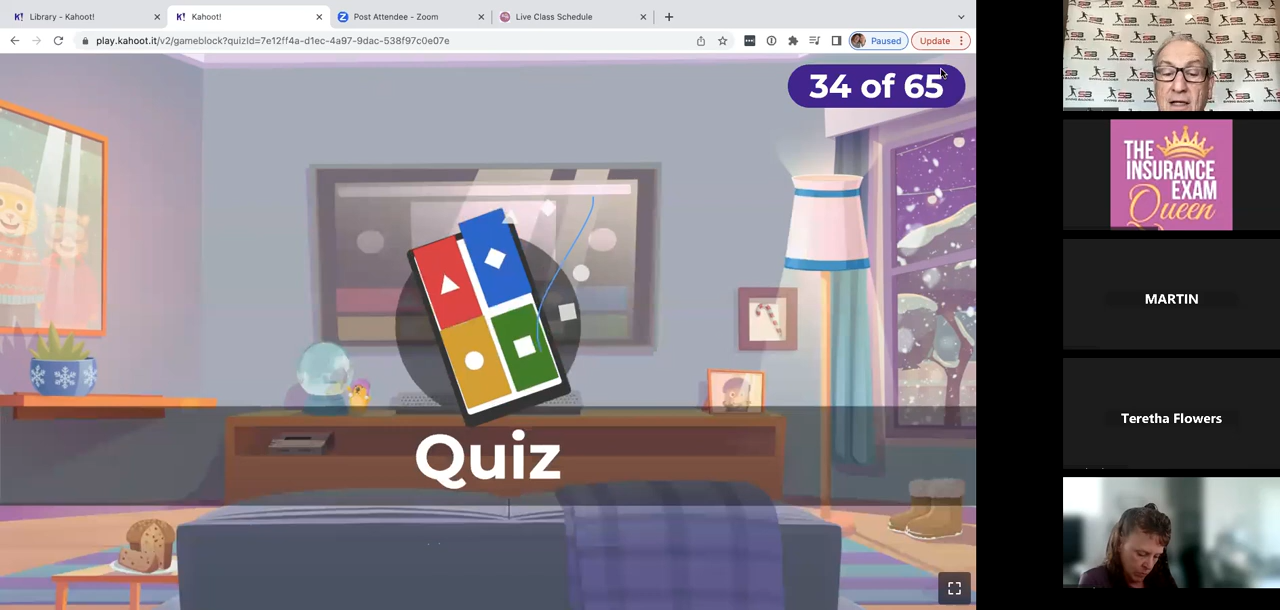 Library - Kahoot!
Kahoot!
Post Attendee - Zoom
Live Class Schedule
play.kahoot.it/v2/gameblock?quizId=7e12ff4a-d1ec-4a97-9dac-538f97c0e07e
Paused
Update
34 of 65
Quiz
THE
INSURANCE
EXAM
Queen
MARTIN
Teretha Flowers